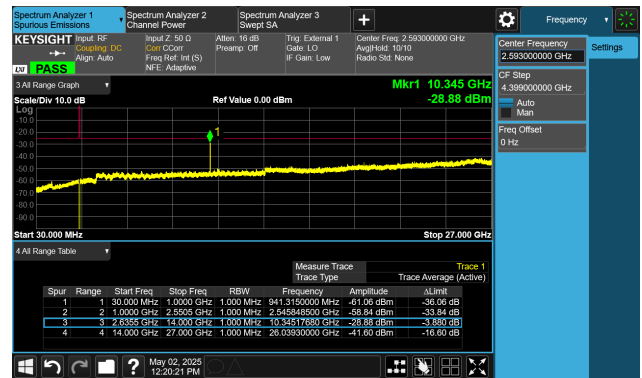 Spectrum Analyzer 1
Spurious Emissions
Spectrum Analyzer 2
Channel Power
Spectrum Analyzer 3
Swept SA
+
Frequency
KEYSIGHT
Input: RF
Coupling: DC
Align: Auto
Input Z: 50 Ω
Corr CCorr
Freq Ref: Int (S)
NFE: Adaptive
Atten: 16 dB
Preamp: Off
Trig: External 1
Gate: LO
IF Gain: Low
Center Freq: 2.593000000 GHz
Avg|Hold: 10/10
Radio Std: None
LXI PASS
Center Frequency
2.593000000 GHz
Settings
CF Step
4.399000000 GHz
Auto
Man
Freq Offset
0 Hz
3 All Range Graph
Mkr1 10.345 GHz
-28.88 dBm
Scale/Div 10.0 dB
Ref Value 0.00 dBm
Log
-10.0
-20.0
-30.0
-40.0
-50.0
-60.0
-70.0
-80.0
-90.0
1
Start 30.000 MHz
Stop 27.000 GHz
4 All Range Table
Measure Trace Trace 1
Trace Type Trace Average (Active)
Spur Range Start Freq Stop Freq RBW Frequency Amplitude ΔLimit
1 1 30.000 MHz 1.0000 GHz 1.000 MHz 941.3150000 MHz -61.06 dBm -36.06 dB
2 2 1.0000 GHz 2.5505 GHz 1.000 MHz 2.545848500 GHz -58.84 dBm -33.84 dB
3 3 2.6355 GHz 14.000 GHz 1.000 MHz 10.34517680 GHz -28.88 dBm -3.880 dB
4 4 14.000 GHz 27.000 GHz 1.000 MHz 26.03930000 GHz -41.60 dBm -16.60 dB
?
May 02, 2025
12:20:21 PM